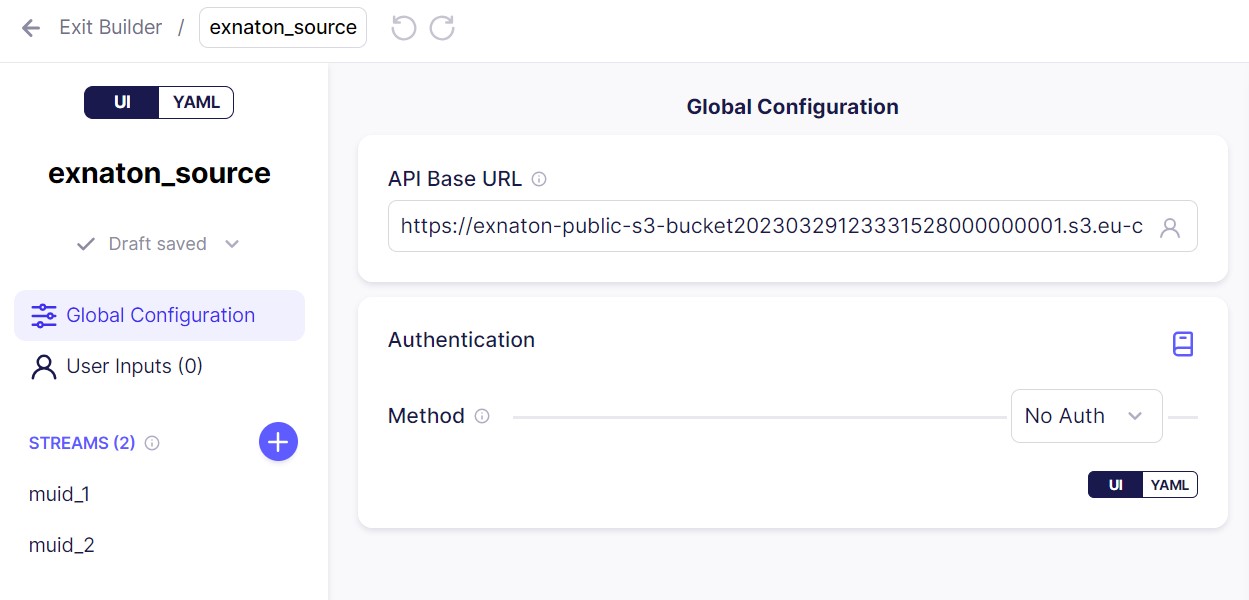 Exit Builder / exnaton_source
UI YAML
exnaton_source
Draft saved
Global Configuration
User Inputs (0)
STREAMS (2)
muid_1
muid_2
Global Configuration
API Base URL
https://exnaton-public-s3-bucket20230329123331528000000001.s3.eu-c
Authentication
Method No Auth
UI YAML